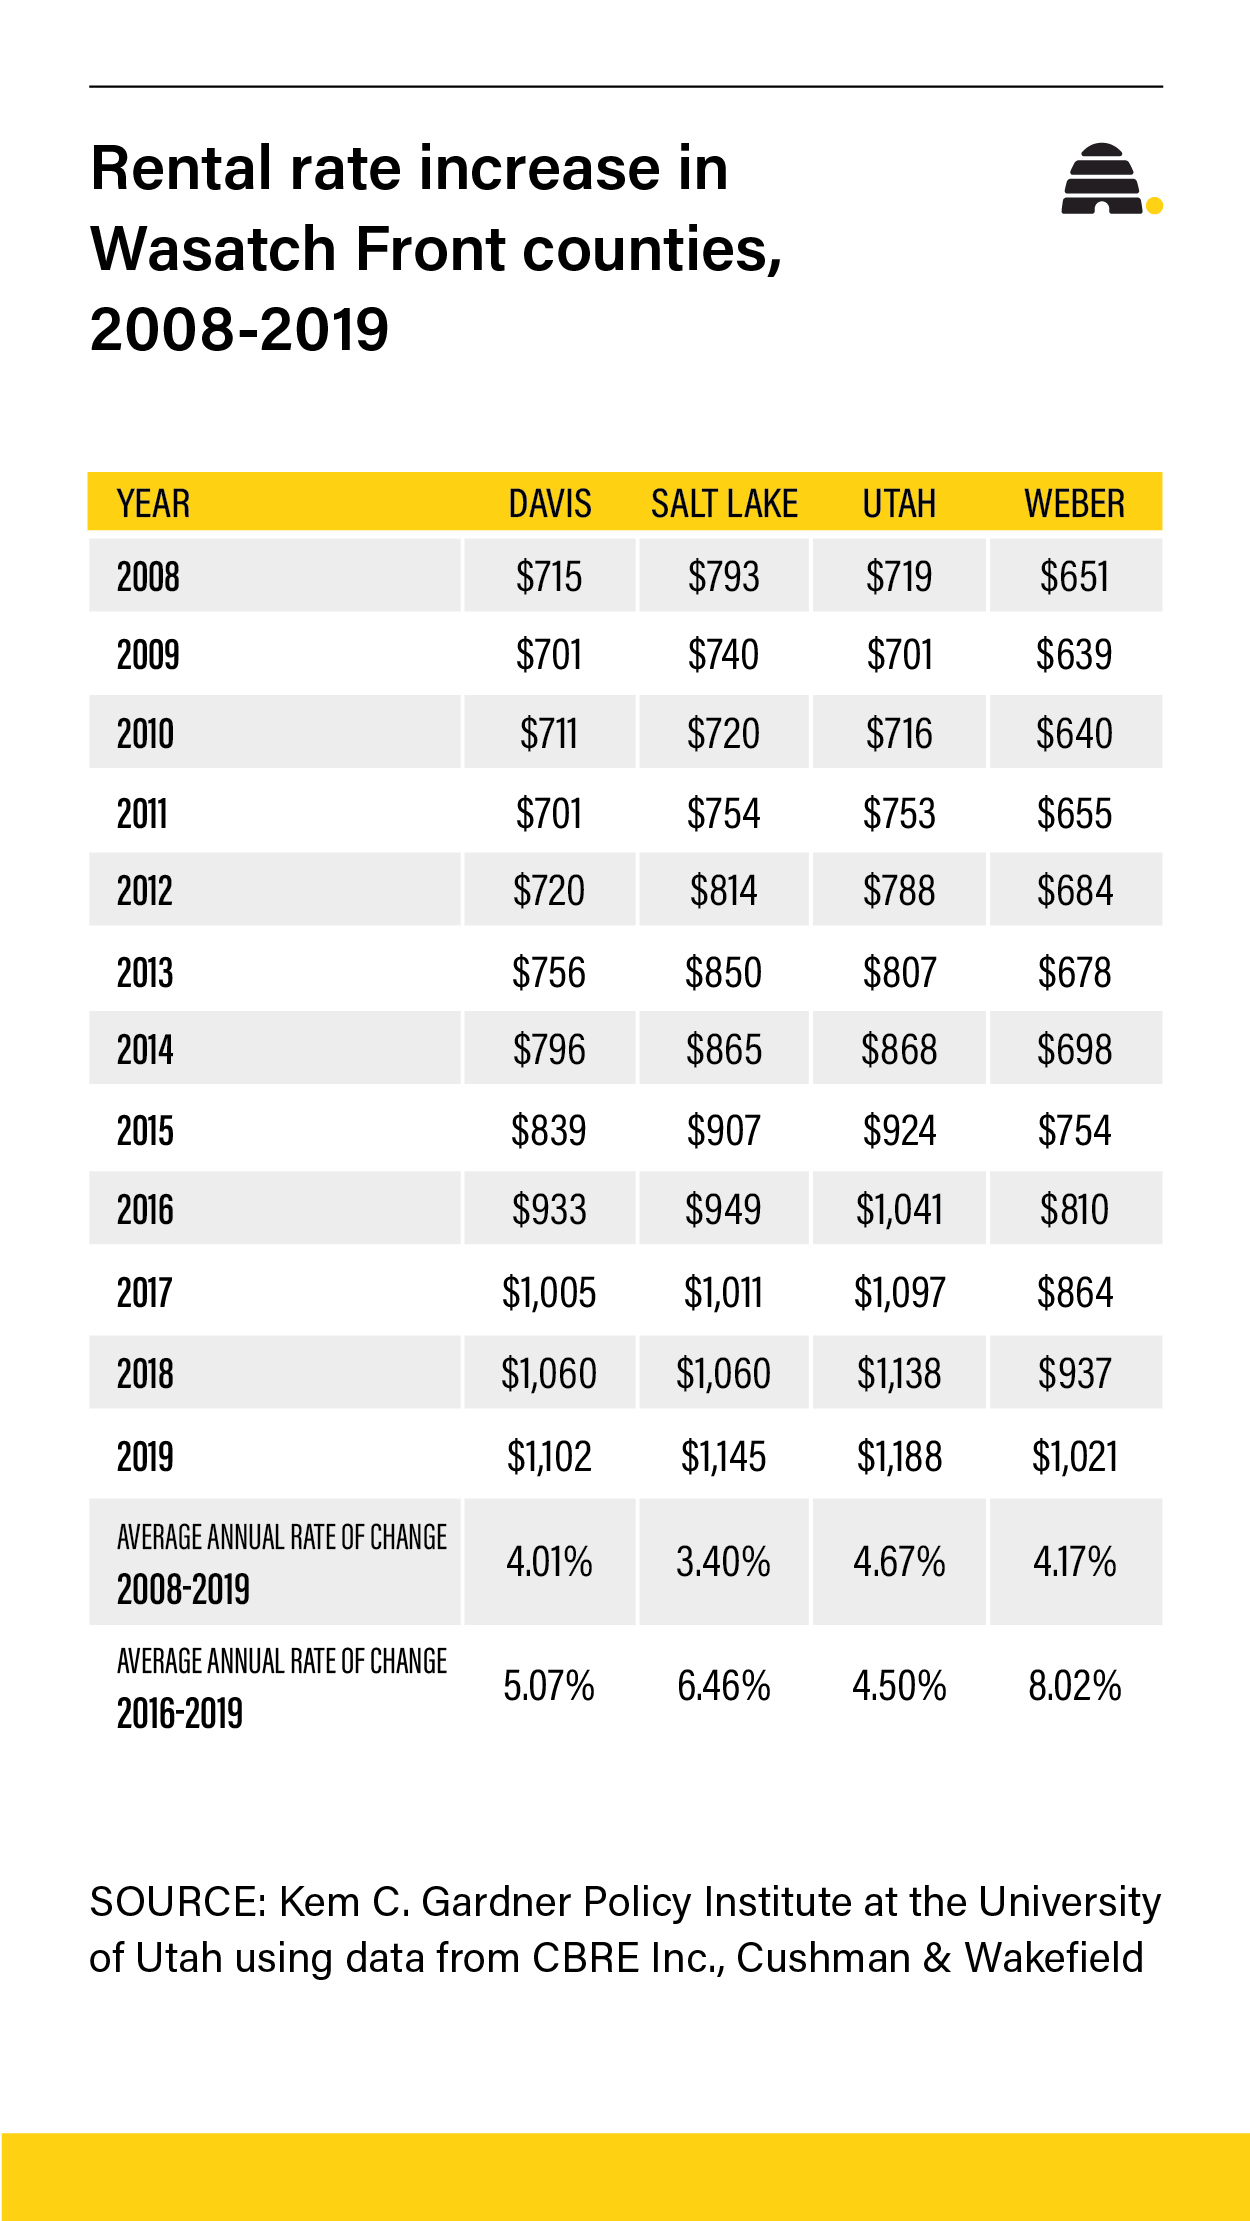 Rental rate increase in
Wasatch Front counties,
2008-2019
YEAR DAVIS SALT LAKE UTAH WEBER
2008 $715 $793 $719 $651
2009 $701 $740 $701 $639
2010 $711 $720 $716 $640
2011 $701 $754 $753 $655
2012 $720 $814 $788 $684
2013 $756 $850 $807 $678
2014 $796 $865 $868 $698
2015 $839 $907 $924 $754
2016 $933 $949 $1,041 $810
2017 $1,005 $1,011 $1,097 $864
2018 $1,060 $1,060 $1,138 $937
2019 $1,102 $1,145 $1,188 $1,021
AVERAGE ANNUAL RATE OF CHANGE
2008-2019 4.01% 3.40% 4.67% 4.17%
AVERAGE ANNUAL RATE OF CHANGE
2016-2019 5.07% 6.46% 4.50% 8.02%
SOURCE: Kem C. Gardner Policy Institute at the University
of Utah using data from CBRE Inc., Cushman & Wakefield